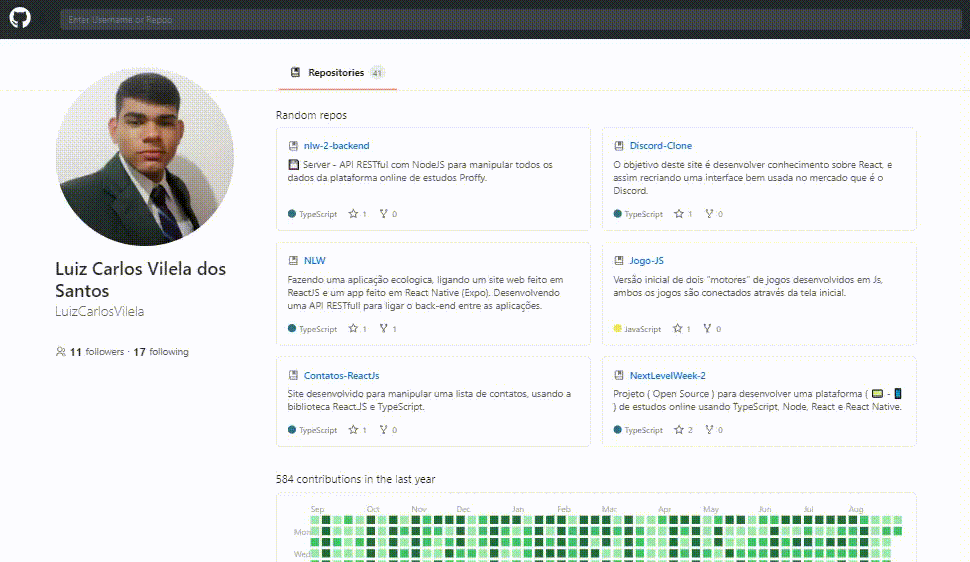 Enter Username or Reppo
Repositories 41
Random repos
nlw-2-backend
Server - API RESTful com NodeJS para manipular todos os
dados da plataforma online de estudos Proffy.
TypeScript 1 0
Discord-Clone
O objetivo deste site é desenvolver conhecimento sobre React, e
assim recriando uma interface bem usada no mercado que é o
Discord.
TypeScript 1 0
Luiz Carlos Vilela dos
Santos
LuizCarlosVilela
11 followers · 17 following
NLW
Fazendo uma aplicação ecologica, ligando um site web feito em
ReactJS e um app feito em React Native (Expo). Desenvolvendo
uma API RESTfull para ligar o back-end entre as aplicações.
TypeScript 1 1
Jogo-JS
Versão inicial de dois "motores" de jogos desenvolvidos em Js,
ambos os jogos são conectados através da tela inicial.
JavaScript 1 0
Contatos-ReactJs
Site desenvolvido para manipular uma lista de contatos, usando a
biblioteca ReactJS e TypeScript.
TypeScript 1 0
NextLevelWeek-2
Projeto ( Open Source ) para desenvolver uma plataforma ( -
) de estudos online usando TypeScript, Node, React e React Native.
TypeScript 2 0
584 contributions in the last year
Sep Oct Nov Dec Jan Feb Mar Apr May Jun Jul Aug
Mon
Wed